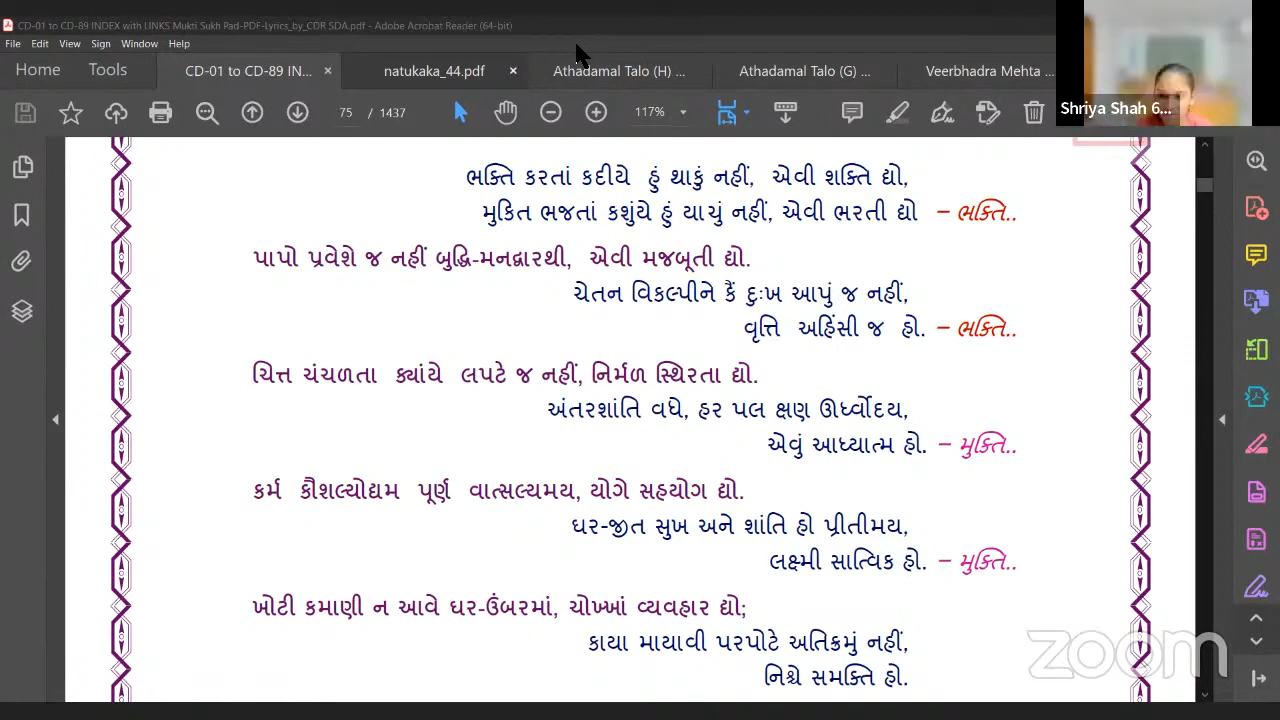 CD-01 to CD-89 INDEX with LINKS Mukti Sukh Pad-PDF-Lyrics_by_CDR SDA.pdf - Adobe Acrobat Reader (64-bit)
File Edit View Sign Window Help
Home Tools CD-01 to CD-89 IN... × natukaka_44.pdf × Athadamal Talo (H) ... Athadamal Talo (G) ... Veerbhadra Mehta ...
Shriya Shah 6...
75 / 1437 117%
ભક્તિ કરતાં કદીયે હું થાકું નહીં, એવી શક્તિ દ્યો,
મુક્તિ ભજતાં કશુંયે હું યાચું નહીં, એવી ભરતી દ્યો – ભક્તિ..
પાપો પ્રવેશે જ નહીં બુદ્ધિ-મનદ્વારથી, એવી મજબૂતી દ્યો.
ચેતન વિકલ્પીને કૈં દુઃખ આપું જ નહીં,
વૃત્તિ અહિંસી જ હો. – ભક્તિ..
ચિત્ત ચંચળતા ક્યાંયે લપટે જ નહીં, નિર્મળ સ્થિરતા દ્યો.
અંતરશાંતિ વધે, હર પલ ક્ષણ ઊર્ધ્વોદય,
એવું આધ્યાત્મ હો. – મુક્તિ..
કર્મ કૌશલ્યોદ્યમ પૂર્ણ વાત્સલ્યમય, યોગે સહયોગ દ્યો.
ઘર-જીત સુખ અને શાંતિ હો પ્રીતીમય,
લક્ષ્મી સાત્વિક હો. – મુક્તિ..
ખોટી કમાણી ન આવે ઘર-ઉંબરમાં, ચોખ્ખાં વ્યવહાર દ્યો;
કાયા માયાવી પરપોટે અતિક્રમું નહીં,
નિશ્ચે સમક્તિ હો.
zoom